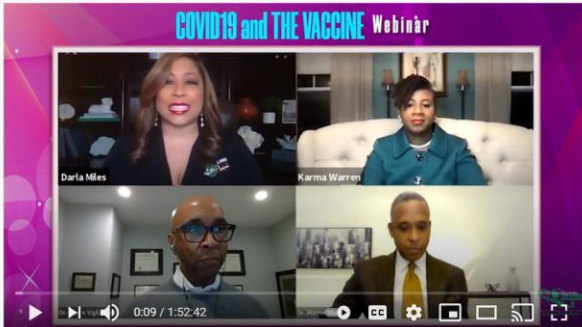 COVID19 and THE VACCINE Webinar
Darla Miles
Karma Warren
0:09 / 1:52:42
CC